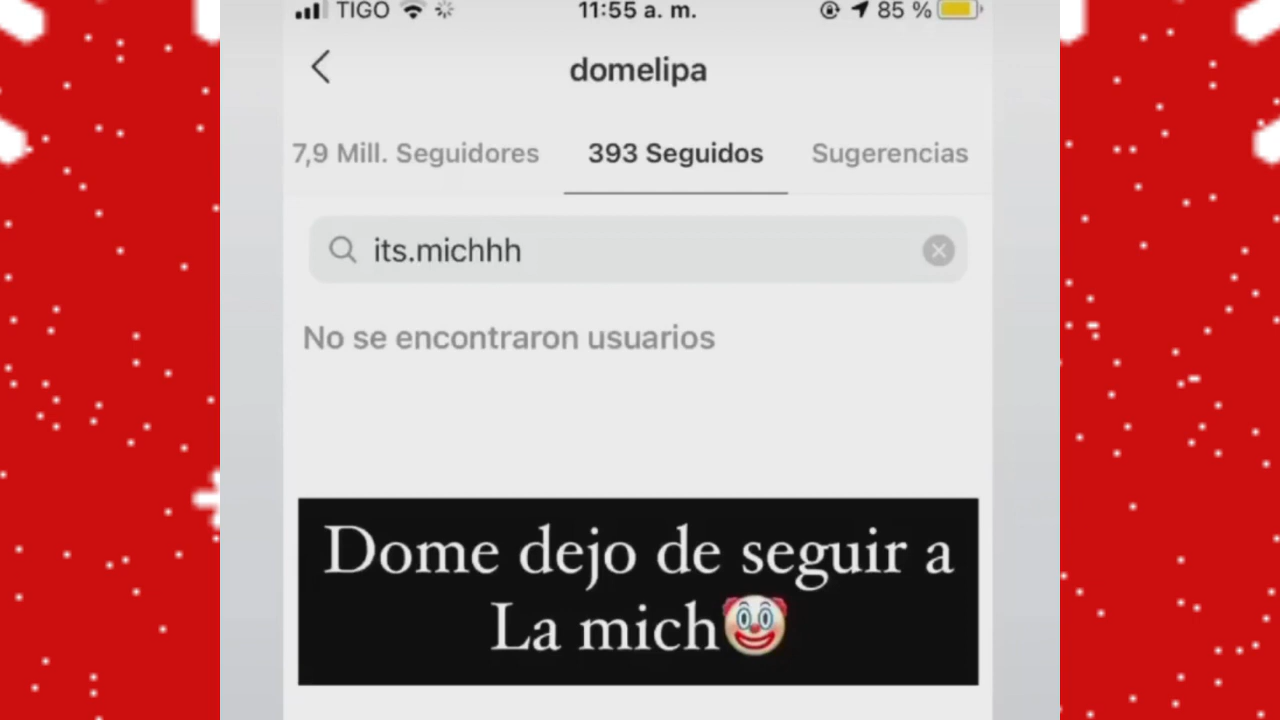 TIGO 11:55 a. m. 85 %
domelipa
7,9 Mill. Seguidores 393 Seguidos Sugerencias
its.michhh
No se encontraron usuarios
Dome dejo de seguir a
La mich🤡